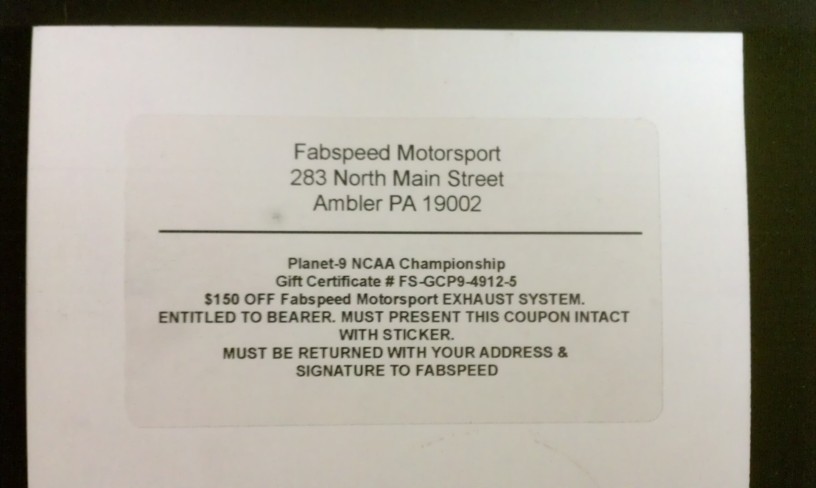 Fabspeed Motorsport
283 North Main Street
Ambler PA 19002
Planet-9 NCAA Championship
Gift Certificate # FS-GCP9-4912-5
$150 OFF Fabspeed Motorsport EXHAUST SYSTEM.
ENTITLED TO BEARER. MUST PRESENT THIS COUPON INTACT
WITH STICKER.
MUST BE RETURNED WITH YOUR ADDRESS &
SIGNATURE TO FABSPEED